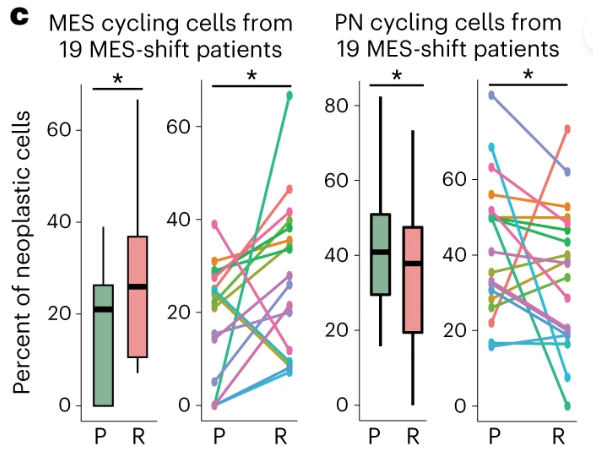 c
MES cycling cells from
19 MES-shift patients
PN cycling cells from
19 MES-shift patients
Percent of neoplastic cells
*
*
*
*
60
40
20
0
P R
60
40
20
0
P R
80
60
40
20
0
P R
60
40
20
0
P R